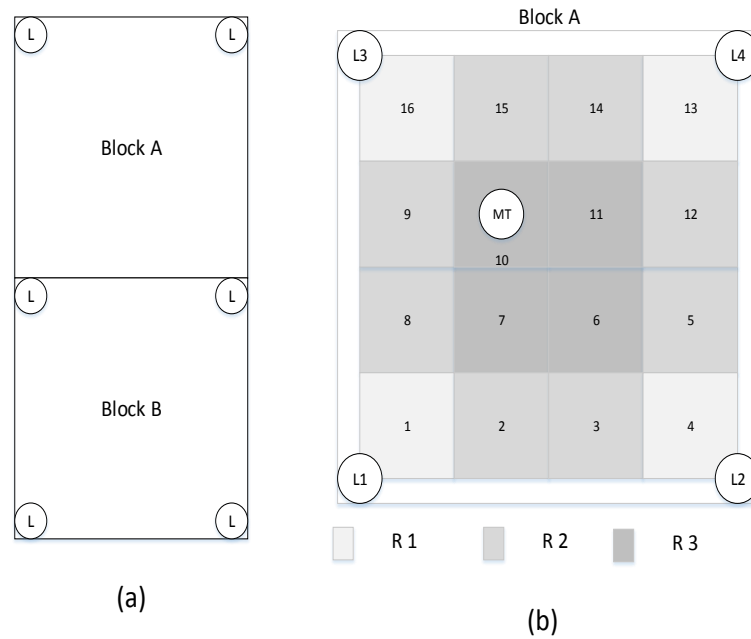 L L
Block A
L L
Block B
L L
(a)
Block A
L3 L4
16 15 14 13
9 MT 11 12
10
8 7 6 5
1 2 3 4
L1 L2
R 1 R 2 R 3
(b)